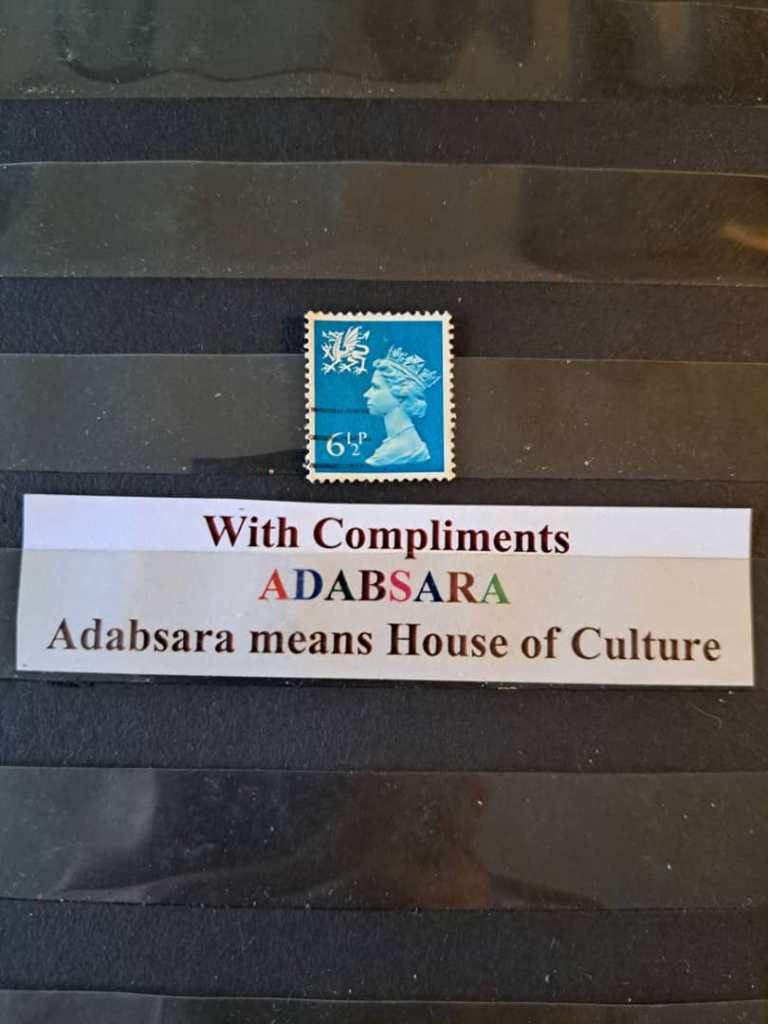 6½P
With Compliments
ADABSARA
Adabsara means House of Culture